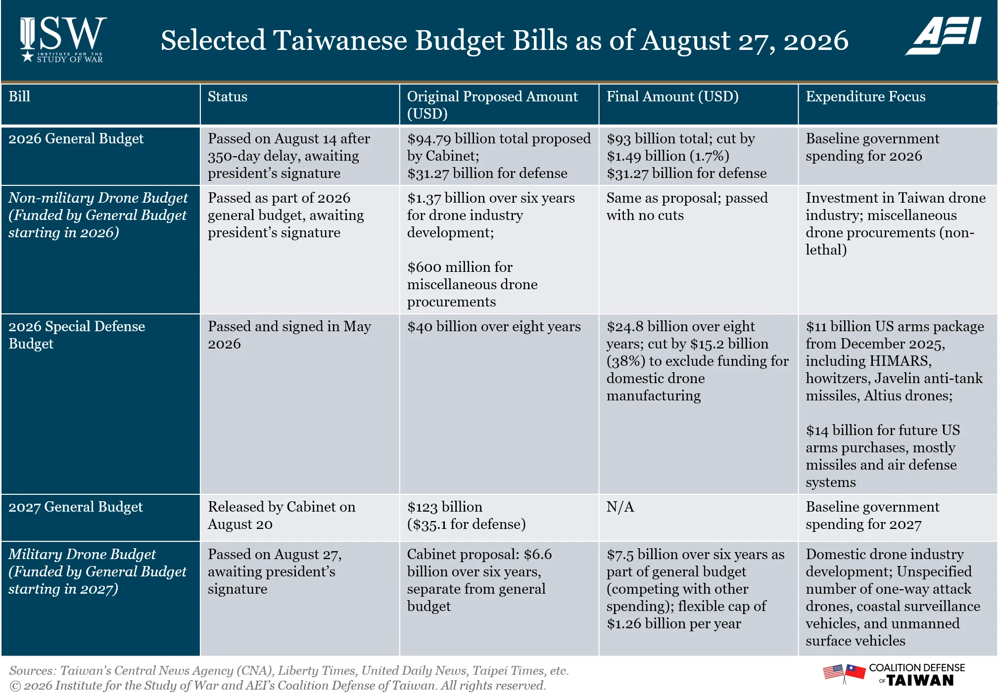 ISW
INSTITUTE FOR THE
STUDY OF WAR
Selected Taiwanese Budget Bills as of August 27, 2026
AEI
Bill
Status
Original Proposed Amount
(USD)
Final Amount (USD)
Expenditure Focus
2026 General Budget
Passed on August 14 after
350-day delay, awaiting
president’s signature
$94.79 billion total proposed
by Cabinet;
$31.27 billion for defense
$93 billion total; cut by
$1.49 billion (1.7%)
$31.27 billion for defense
Baseline government
spending for 2026
Non-military Drone Budget
(Funded by General Budget
starting in 2026)
Passed as part of 2026
general budget, awaiting
president’s signature
$1.37 billion over six years
for drone industry
development;
$600 million for
miscellaneous drone
procurements
Same as proposal; passed
with no cuts
Investment in Taiwan drone
industry; miscellaneous
drone procurements (non-
lethal)
2026 Special Defense
Budget
Passed and signed in May
2026
$40 billion over eight years
$24.8 billion over eight
years; cut by $15.2 billion
(38%) to exclude funding for
domestic drone
manufacturing
$11 billion US arms package
from December 2025,
including HIMARS,
howitzers, Javelin anti-tank
missiles, Altius drones;
$14 billion for future US
arms purchases, mostly
missiles and air defense
systems
2027 General Budget
Released by Cabinet on
August 20
$123 billion
($35.1 for defense)
N/A
Baseline government
spending for 2027
Military Drone Budget
(Funded by General Budget
starting in 2027)
Passed on August 27,
awaiting president’s
signature
Cabinet proposal: $6.6
billion over six years,
separate from general
budget
$7.5 billion over six years as
part of general budget
(competing with other
spending); flexible cap of
$1.26 billion per year
Domestic drone industry
development; Unspecified
number of one-way attack
drones, coastal surveillance
vehicles, and unmanned
surface vehicles
Sources: Taiwan's Central News Agency (CNA), Liberty Times, United Daily News, Taipei Times, etc.
© 2026 Institute for the Study of War and AEI’s Coalition Defense of Taiwan. All rights reserved.
COALITION DEFENSE
OF TAIWAN